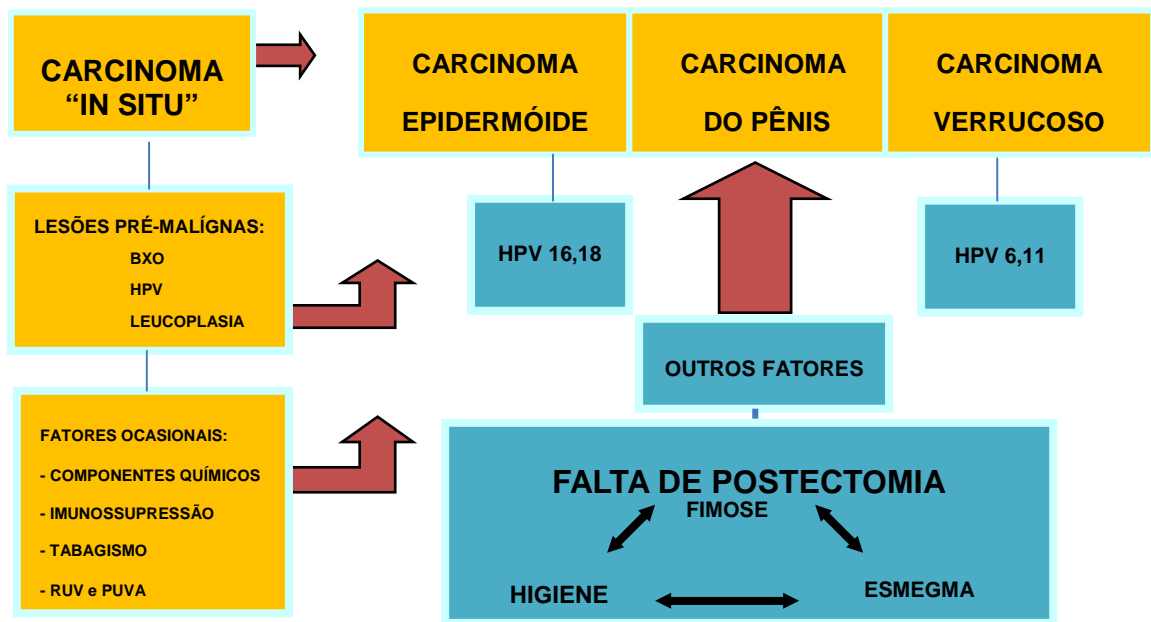 CARCINOMA
“IN SITU”
CARCINOMA
EPIDERMÓIDE
CARCINOMA
DO PÊNIS
CARCINOMA
VERRUCOSO
LESÕES PRÉ-MALÍGNAS:
BXO
HPV
LEUCOPLASIA
HPV 16,18
HPV 6,11
OUTROS FATORES
FATORES OCASIONAIS:
- COMPONENTES QUÍMICOS
- IMUNOSSUPRESSÃO
- TABAGISMO
- RUV e PUVA
FALTA DE POSTECTOMIA
FIMOSE
HIGIENE
ESMEGMA